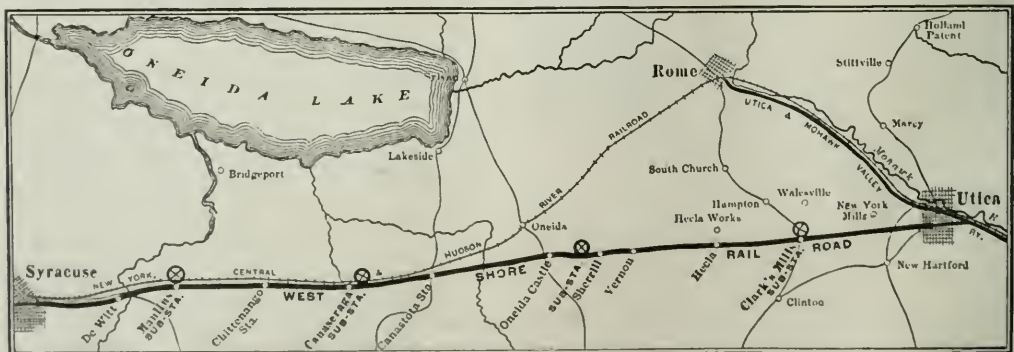 ONEIDA LAKE
Holland
Patent
Stittville
Marcy
Rome
UTICA & MOHAWK VALLEY RY.
Mohawk
RIVER RAILROAD
Lakeside
Bridgeport
South Church
Hampton
Walesville
New York
Mills
Hecla Works
Utica
Oneida
New Hartford
Clinton
Syracuse
NEW YORK, CENTRAL & HUDSON
WEST SHORE RAIL ROAD
De Witt
Manlius
SUB-STA.
Chittenango
Sta.
Canaseraga
SUB-STA.
Canastota Sta.
Oneida Castle
SUB-STA.
Sherrill
Vernon
Hecla
Clark's Mills
SUB-STA.